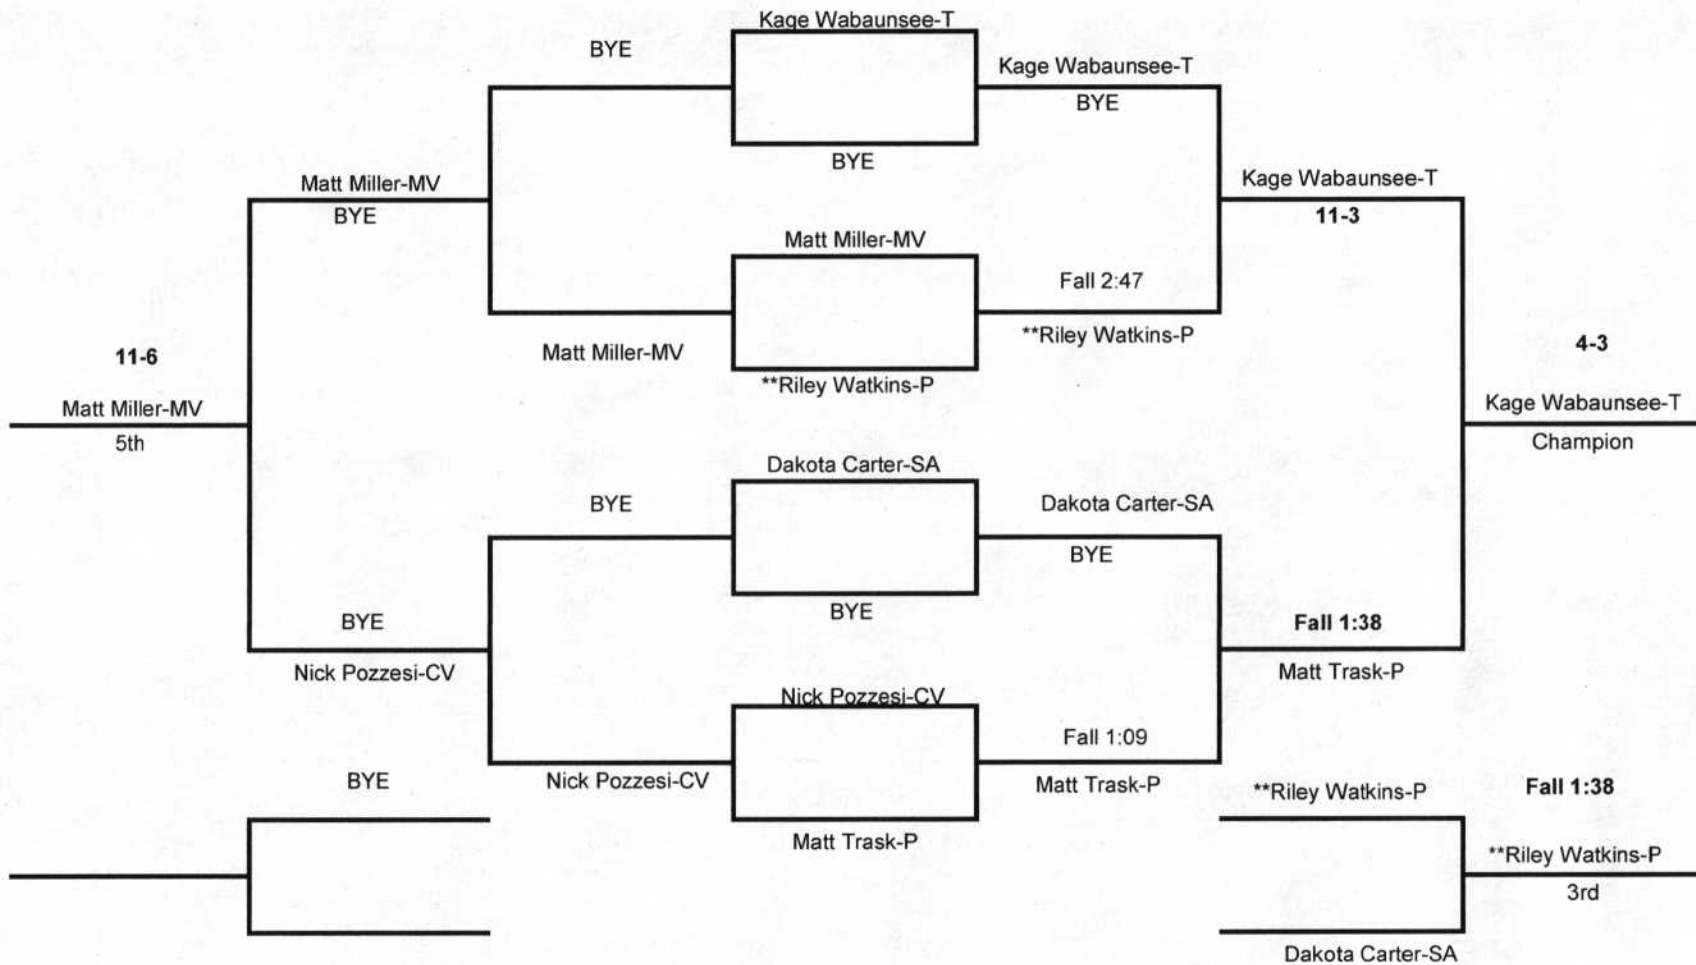 Kage Wabaunsee-T
BYE
Kage Wabaunsee-T
BYE
BYE
Matt Miller-MV
BYE
Kage Wabaunsee-T
11-3
Matt Miller-MV
Fall 2:47
**Riley Watkins-P
Matt Miller-MV
**Riley Watkins-P
11-6
4-3
Matt Miller-MV
5th
Kage Wabaunsee-T
Champion
Dakota Carter-SA
BYE
Dakota Carter-SA
BYE
BYE
BYE
Nick Pozzesi-CV
Fall 1:38
Matt Trask-P
Nick Pozzesi-CV
Fall 1:09
Nick Pozzesi-CV
Matt Trask-P
BYE
Matt Trask-P
**Riley Watkins-P
Fall 1:38
**Riley Watkins-P
3rd
Dakota Carter-SA